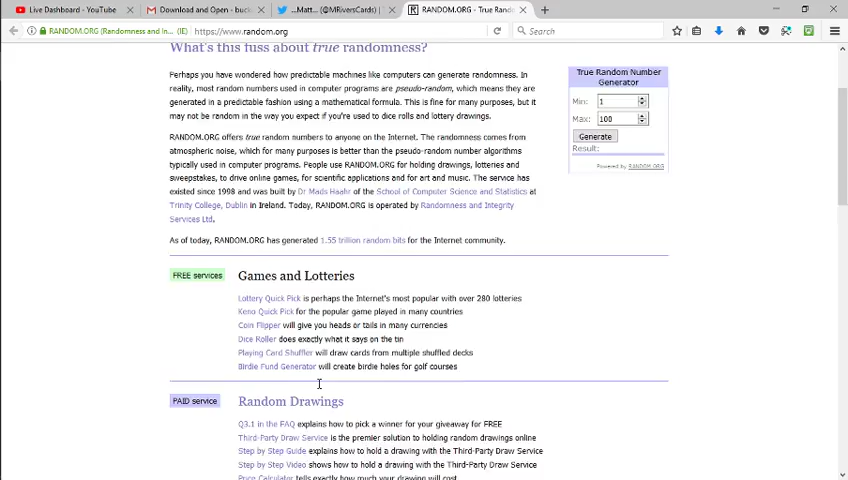 Live Dashboard - YouTube
Download and Open - buck
...Matt... (@MRiversCards)
RANDOM.ORG - True Rand
RANDOM.ORG (Randomness and In... (IE)
https://www.random.org
Search
What's this fuss about true randomness?
Perhaps you have wondered how predictable machines like computers can generate randomness. In
reality, most random numbers used in computer programs are pseudo-random, which means they are
generated in a predictable fashion using a mathematical formula. This is fine for many purposes, but it
may not be random in the way you expect if you're used to dice rolls and lottery drawings.
RANDOM.ORG offers true random numbers to anyone on the Internet. The randomness comes from
atmospheric noise, which for many purposes is better than the pseudo-random number algorithms
typically used in computer programs. People use RANDOM.ORG for holding drawings, lotteries and
sweepstakes, to drive online games, for scientific applications and for art and music. The service has
existed since 1998 and was built by Dr Mads Haahr of the School of Computer Science and Statistics at
Trinity College, Dublin in Ireland. Today, RANDOM.ORG is operated by Randomness and Integrity
Services Ltd.
As of today, RANDOM.ORG has generated 1.55 trillion random bits for the Internet community.
True Random Number
Generator
Min: 1
Max: 100
Generate
Result:
Powered by RANDOM.ORG
FREE services
Games and Lotteries
Lottery Quick Pick is perhaps the Internet's most popular with over 280 lotteries
Keno Quick Pick for the popular game played in many countries
Coin Flipper will give you heads or tails in many currencies
Dice Roller does exactly what it says on the tin
Playing Card Shuffler will draw cards from multiple shuffled decks
Birdie Fund Generator will create birdie holes for golf courses
PAID service
Random Drawings
Q3.1 in the FAQ explains how to pick a winner for your giveaway for FREE
Third-Party Draw Service is the premier solution to holding random drawings online
Step by Step Guide explains how to hold a drawing with the Third-Party Draw Service
Step by Step Video shows how to hold a drawing with the Third-Party Draw Service
Price Calculator tells exactly how much your drawing will cost